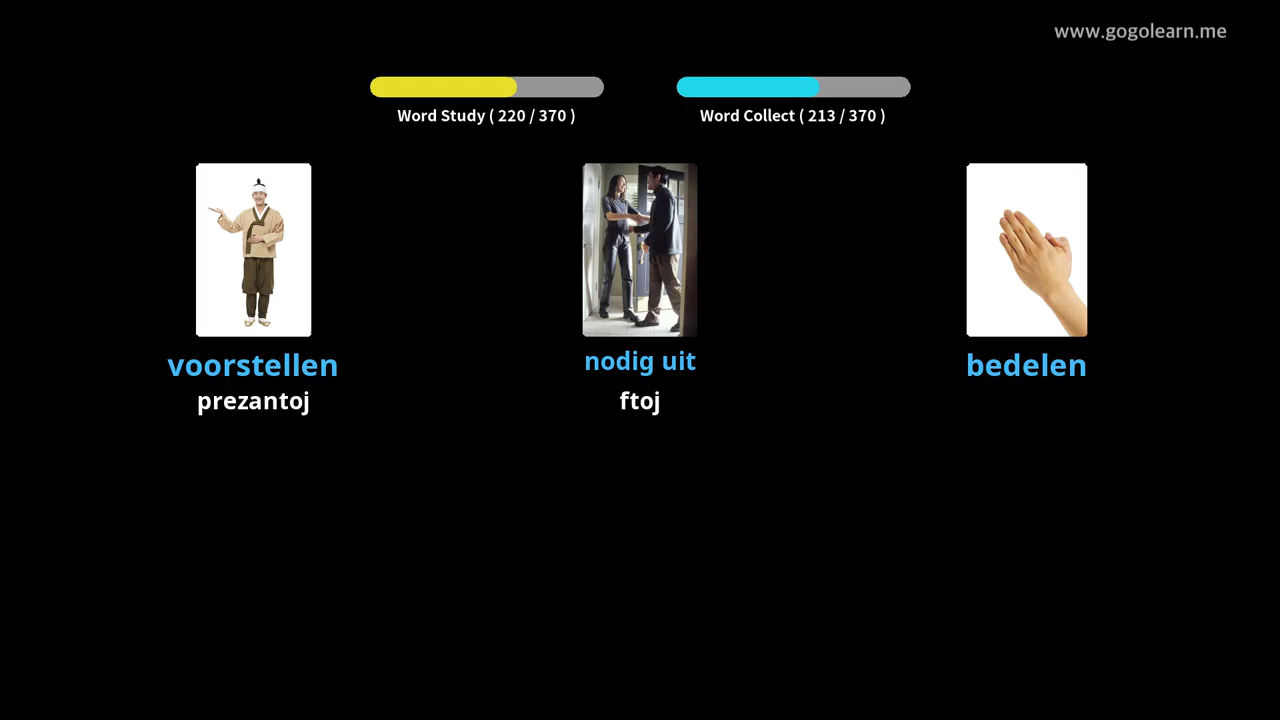 www.gogolearn.me
Word Study ( 220 / 370 )
Word Collect ( 213 / 370 )
voorstellen
prezantoj
nodig uit
ftoj
bedelen